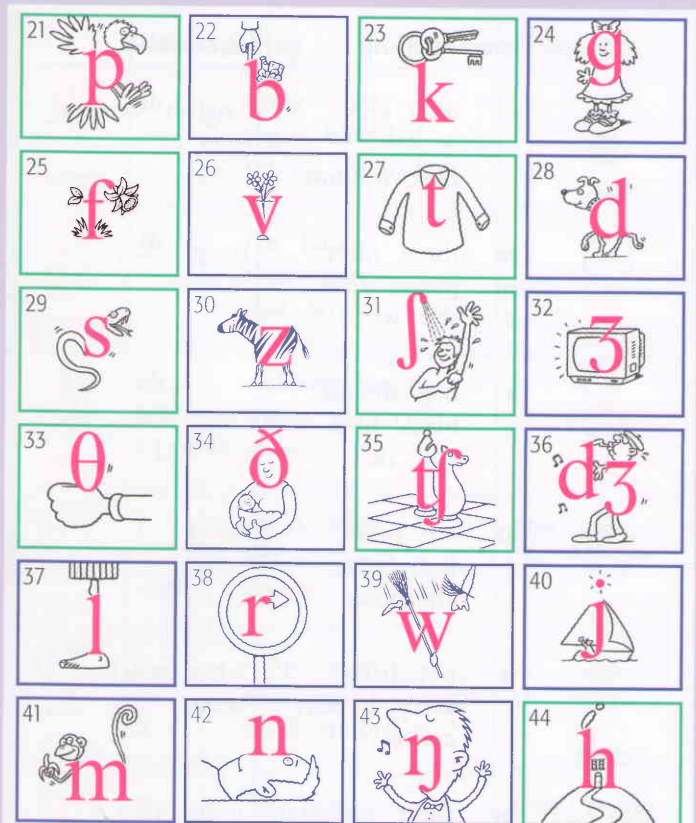 21 p 22 b 23 k 24 g
25 f 26 v 27 t 28 d
29 s 30 z 31 ʃ 32 ʒ
33 θ 34 ð 35 tʃ 36 dʒ
37 l 38 r 39 w 40 j
41 m 42 n 43 ŋ 44 h